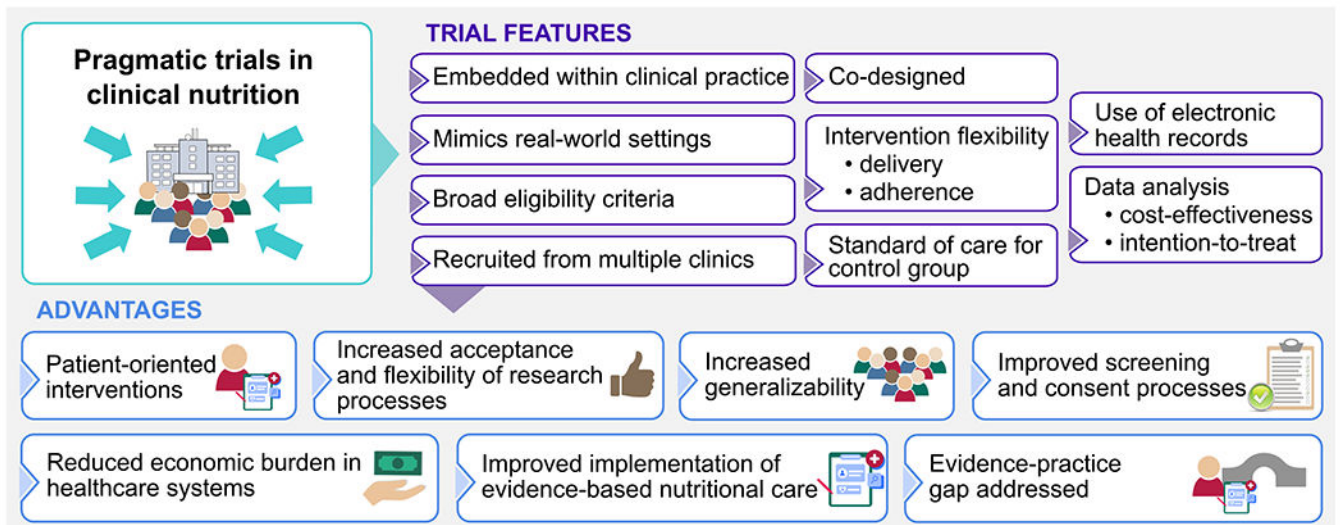 Pragmatic trials in
clinical nutrition
TRIAL FEATURES
Embedded within clinical practice
Mimics real-world settings
Broad eligibility criteria
Recruited from multiple clinics
Co-designed
Intervention flexibility
• delivery
• adherence
Standard of care for
control group
Use of electronic
health records
Data analysis
• cost-effectiveness
• intention-to-treat
ADVANTAGES
Patient-oriented
interventions
Increased acceptance
and flexibility of research
processes
Increased
generalizability
Improved screening
and consent processes
Reduced economic burden in
healthcare systems
Improved implementation of
evidence-based nutritional care
Evidence-practice
gap addressed